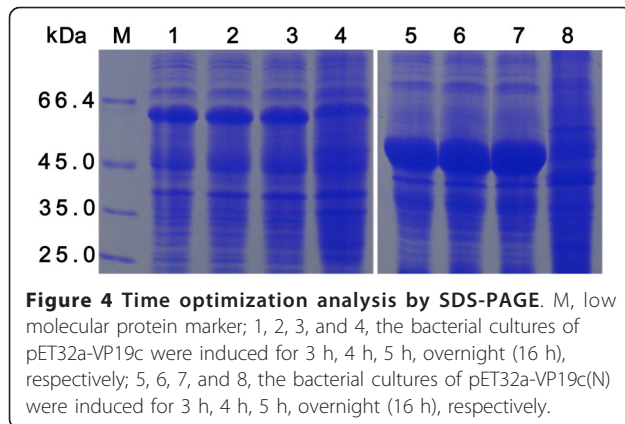 kDa M 1 2 3 4 5 6 7 8
66.4
45.0
35.0
25.0
Figure 4 Time optimization analysis by SDS-PAGE. M, low
molecular protein marker; 1, 2, 3, and 4, the bacterial cultures of
pET32a-VP19c were induced for 3 h, 4 h, 5 h, overnight (16 h),
respectively; 5, 6, 7, and 8, the bacterial cultures of pET32a-VP19c(N)
were induced for 3 h, 4 h, 5 h, overnight (16 h), respectively.